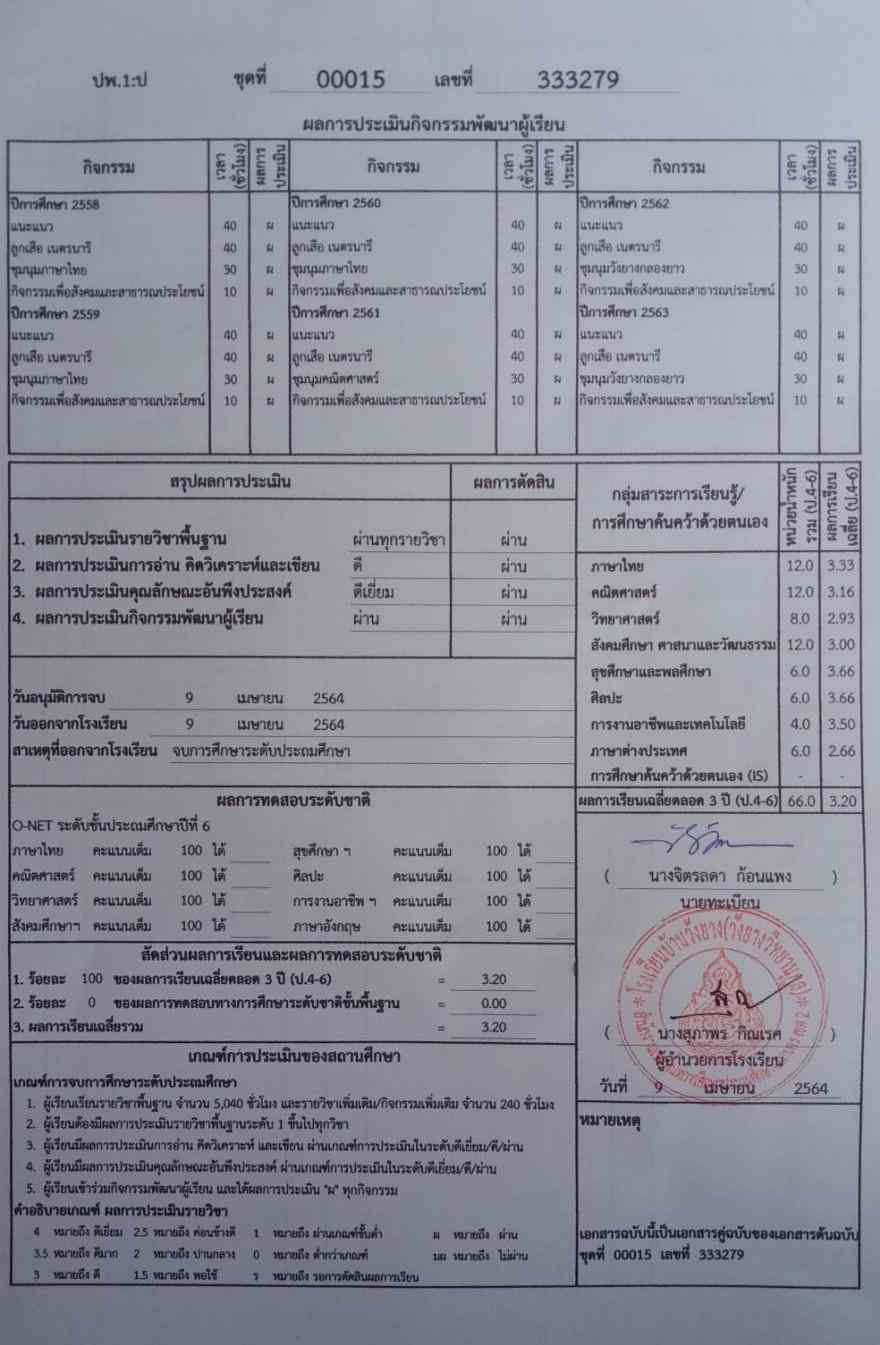 ปพ.1:ป ชุดที่ 00015 เลขที่ 333279
ผลการประเมินกิจกรรมพัฒนาผู้เรียน
กิจกรรม เวลา (ชั่วโมง) ผลการประเมิน กิจกรรม เวลา (ชั่วโมง) ผลการประเมิน กิจกรรม เวลา (ชั่วโมง) ผลการประเมิน
ปีการศึกษา 2558 ปีการศึกษา 2560 ปีการศึกษา 2562
แนะแนว 40 ผ แนะแนว 40 ผ แนะแนว 40 ผ
ลูกเสือ เนตรนารี 40 ผ ลูกเสือ เนตรนารี 40 ผ ลูกเสือ เนตรนารี 40 ผ
ชุมนุมภาษาไทย 30 ผ ชุมนุมภาษาไทย 30 ผ ชุมนุมวังยางกลองยาว 30 ผ
กิจกรรมเพื่อสังคมและสาธารณประโยชน์ 10 ผ กิจกรรมเพื่อสังคมและสาธารณประโยชน์ 10 ผ กิจกรรมเพื่อสังคมและสาธารณประโยชน์ 10 ผ
ปีการศึกษา 2559 ปีการศึกษา 2561 ปีการศึกษา 2563
แนะแนว 40 ผ แนะแนว 40 ผ แนะแนว 40 ผ
ลูกเสือ เนตรนารี 40 ผ ลูกเสือ เนตรนารี 40 ผ ลูกเสือ เนตรนารี 40 ผ
ชุมนุมภาษาไทย 30 ผ ชุมนุมคณิตศาสตร์ 30 ผ ชุมนุมวังยางกลองยาว 30 ผ
กิจกรรมเพื่อสังคมและสาธารณประโยชน์ 10 ผ กิจกรรมเพื่อสังคมและสาธารณประโยชน์ 10 ผ กิจกรรมเพื่อสังคมและสาธารณประโยชน์ 10 ผ
สรุปผลการประเมิน ผลการตัดสิน
1. ผลการประเมินรายวิชาพื้นฐาน ผ่านทุกรายวิชา ผ่าน
2. ผลการประเมินการอ่าน คิดวิเคราะห์และเขียน ดี ผ่าน
3. ผลการประเมินคุณลักษณะอันพึงประสงค์ ดีเยี่ยม ผ่าน
4. ผลการประเมินกิจกรรมพัฒนาผู้เรียน ผ่าน ผ่าน
วันอนุมัติการจบ 9 เมษายน 2564
วันออกจากโรงเรียน 9 เมษายน 2564
สาเหตุที่ออกจากโรงเรียน จบการศึกษาระดับประถมศึกษา
ผลการทดสอบระดับชาติ
O-NET ระดับชั้นประถมศึกษาปีที่ 6
ภาษาไทย คะแนนเต็ม 100 ได้ สุขศึกษา ฯ คะแนนเต็ม 100 ได้
คณิตศาสตร์ คะแนนเต็ม 100 ได้ ศิลปะ คะแนนเต็ม 100 ได้
วิทยาศาสตร์ คะแนนเต็ม 100 ได้ การงานอาชีพ ฯ คะแนนเต็ม 100 ได้
สังคมศึกษาฯ คะแนนเต็ม 100 ได้ ภาษาอังกฤษ คะแนนเต็ม 100 ได้
สัดส่วนผลการเรียนและผลการทดสอบระดับชาติ
1. ร้อยละ 100 ของผลการเรียนเฉลี่ยตลอด 3 ปี (ป.4-6) = 3.20
2. ร้อยละ 0 ของผลการทดสอบทางการศึกษาระดับชาติขั้นพื้นฐาน = 0.00
3. ผลการเรียนเฉลี่ยรวม = 3.20
เกณฑ์การประเมินของสถานศึกษา
เกณฑ์การจบการศึกษาระดับประถมศึกษา
1. ผู้เรียนเรียนรายวิชาพื้นฐาน จำนวน 5,040 ชั่วโมง และรายวิชาเพิ่มเติม/กิจกรรมเพิ่มเติม จำนวน 240 ชั่วโมง
2. ผู้เรียนต้องมีผลการประเมินรายวิชาพื้นฐานระดับ 1 ขึ้นไปทุกวิชา
3. ผู้เรียนมีผลการประเมินการอ่าน คิดวิเคราะห์ และเขียน ผ่านเกณฑ์การประเมินในระดับดีเยี่ยม/ดี/ผ่าน
4. ผู้เรียนมีผลการประเมินคุณลักษณะอันพึงประสงค์ ผ่านเกณฑ์การประเมินในระดับดีเยี่ยม/ดี/ผ่าน
5. ผู้เรียนเข้าร่วมกิจกรรมพัฒนาผู้เรียน และได้ผลการประเมิน "ผ" ทุกกิจกรรม
คำอธิบายเกณฑ์ ผลการประเมินรายวิชา
4 หมายถึง ดีเยี่ยม 2.5 หมายถึง ค่อนข้างดี 1 หมายถึง ผ่านเกณฑ์ขั้นต่ำ ผ หมายถึง ผ่าน
3.5 หมายถึง ดีมาก 2 หมายถึง ปานกลาง 0 หมายถึง ต่ำกว่าเกณฑ์ มผ หมายถึง ไม่ผ่าน
3 หมายถึง ดี 1.5 หมายถึง พอใช้ ร หมายถึง รอการตัดสินผลการเรียน
กลุ่มสาระการเรียนรู้/ การศึกษาค้นคว้าด้วยตนเอง หน่วยน้ำหนัก รวม (ป.4-6) ผลการเรียน เฉลี่ย (ป.4-6)
ภาษาไทย 12.0 3.33
คณิตศาสตร์ 12.0 3.16
วิทยาศาสตร์ 8.0 2.93
สังคมศึกษา ศาสนาและวัฒนธรรม 12.0 3.00
สุขศึกษาและพลศึกษา 6.0 3.66
ศิลปะ 6.0 3.66
การงานอาชีพและเทคโนโลยี 4.0 3.50
ภาษาต่างประเทศ 6.0 2.66
การศึกษาค้นคว้าด้วยตนเอง (IS) - -
ผลการเรียนเฉลี่ยตลอด 3 ปี (ป.4-6) 66.0 3.20
( นางจิตรลดา ก้อนแพง )
นายทะเบียน
โรงเรียนบ้านวังยาง(วังยางวิทยานุกูล)
( นางสุภาพร กิณเรศ )
ผู้อำนวยการโรงเรียน
วันที่ 9 เมษายน 2564
หมายเหตุ
เอกสารฉบับนี้เป็นเอกสารคู่ฉบับของเอกสารต้นฉบับ
ชุดที่ 00015 เลขที่ 333279